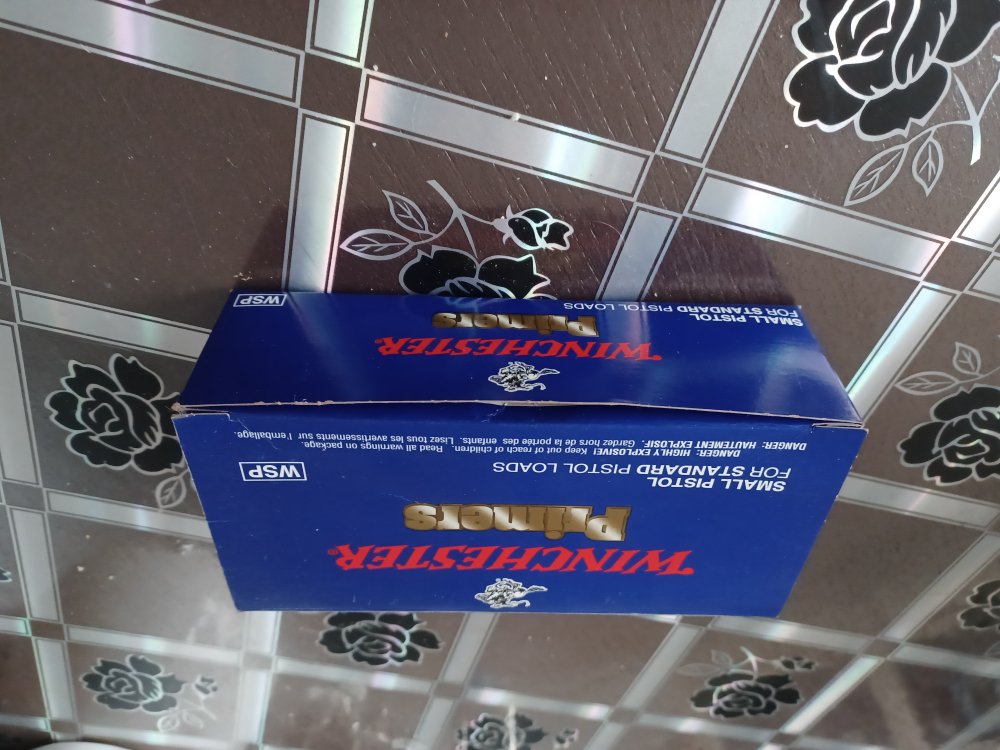 WINCHESTER®
Primers
SMALL PISTOL
FOR STANDARD PISTOL LOADS
WSP
DANGER: HIGHLY EXPLOSIVE! Keep out of reach of children. Read all warnings on package.
DANGER: HAUTEMENT EXPLOSIF. Gardez hors de la portée des enfants. Lisez tous les avertissements sur l'emballage.
WINCHESTER®
Primers
SMALL PISTOL
FOR STANDARD PISTOL LOADS
WSP